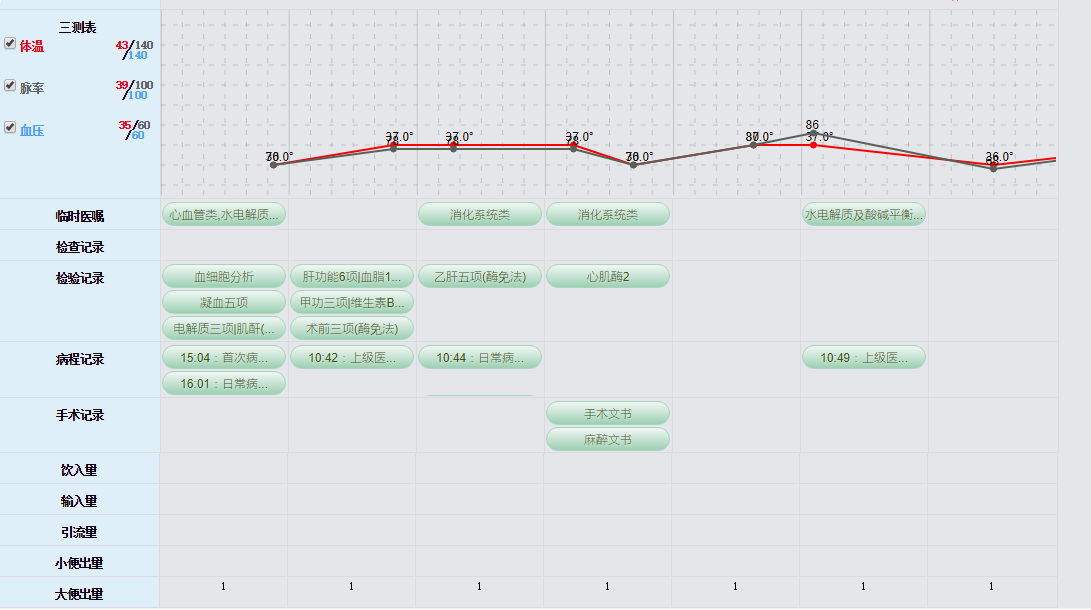 三测表
体温
43/140
/140
脉率
39/100
/100
血压
35/60
/60
37.0° 37.0° 37.0° 86
37.0°
36.0°
临时医嘱 心血管类,水电解质... 消化系统类 消化系统类 水电解质及酸碱平衡...
检查记录
检验记录 血细胞分析 肝功能6项|血脂1... 乙肝五项(酶免法) 心肌酶2
凝血五项 甲功三项|维生素B...
电解质三项|肌酐(... 术前三项(酶免法)
病程记录 15:04：首次病... 10:42：上级医... 10:44：日常病... 10:49：上级医...
16:01：日常病...
手术记录 手术文书
麻醉文书
饮入量
输入量
引流量
小便出量
大便出量 1 1 1 1 1 1 1